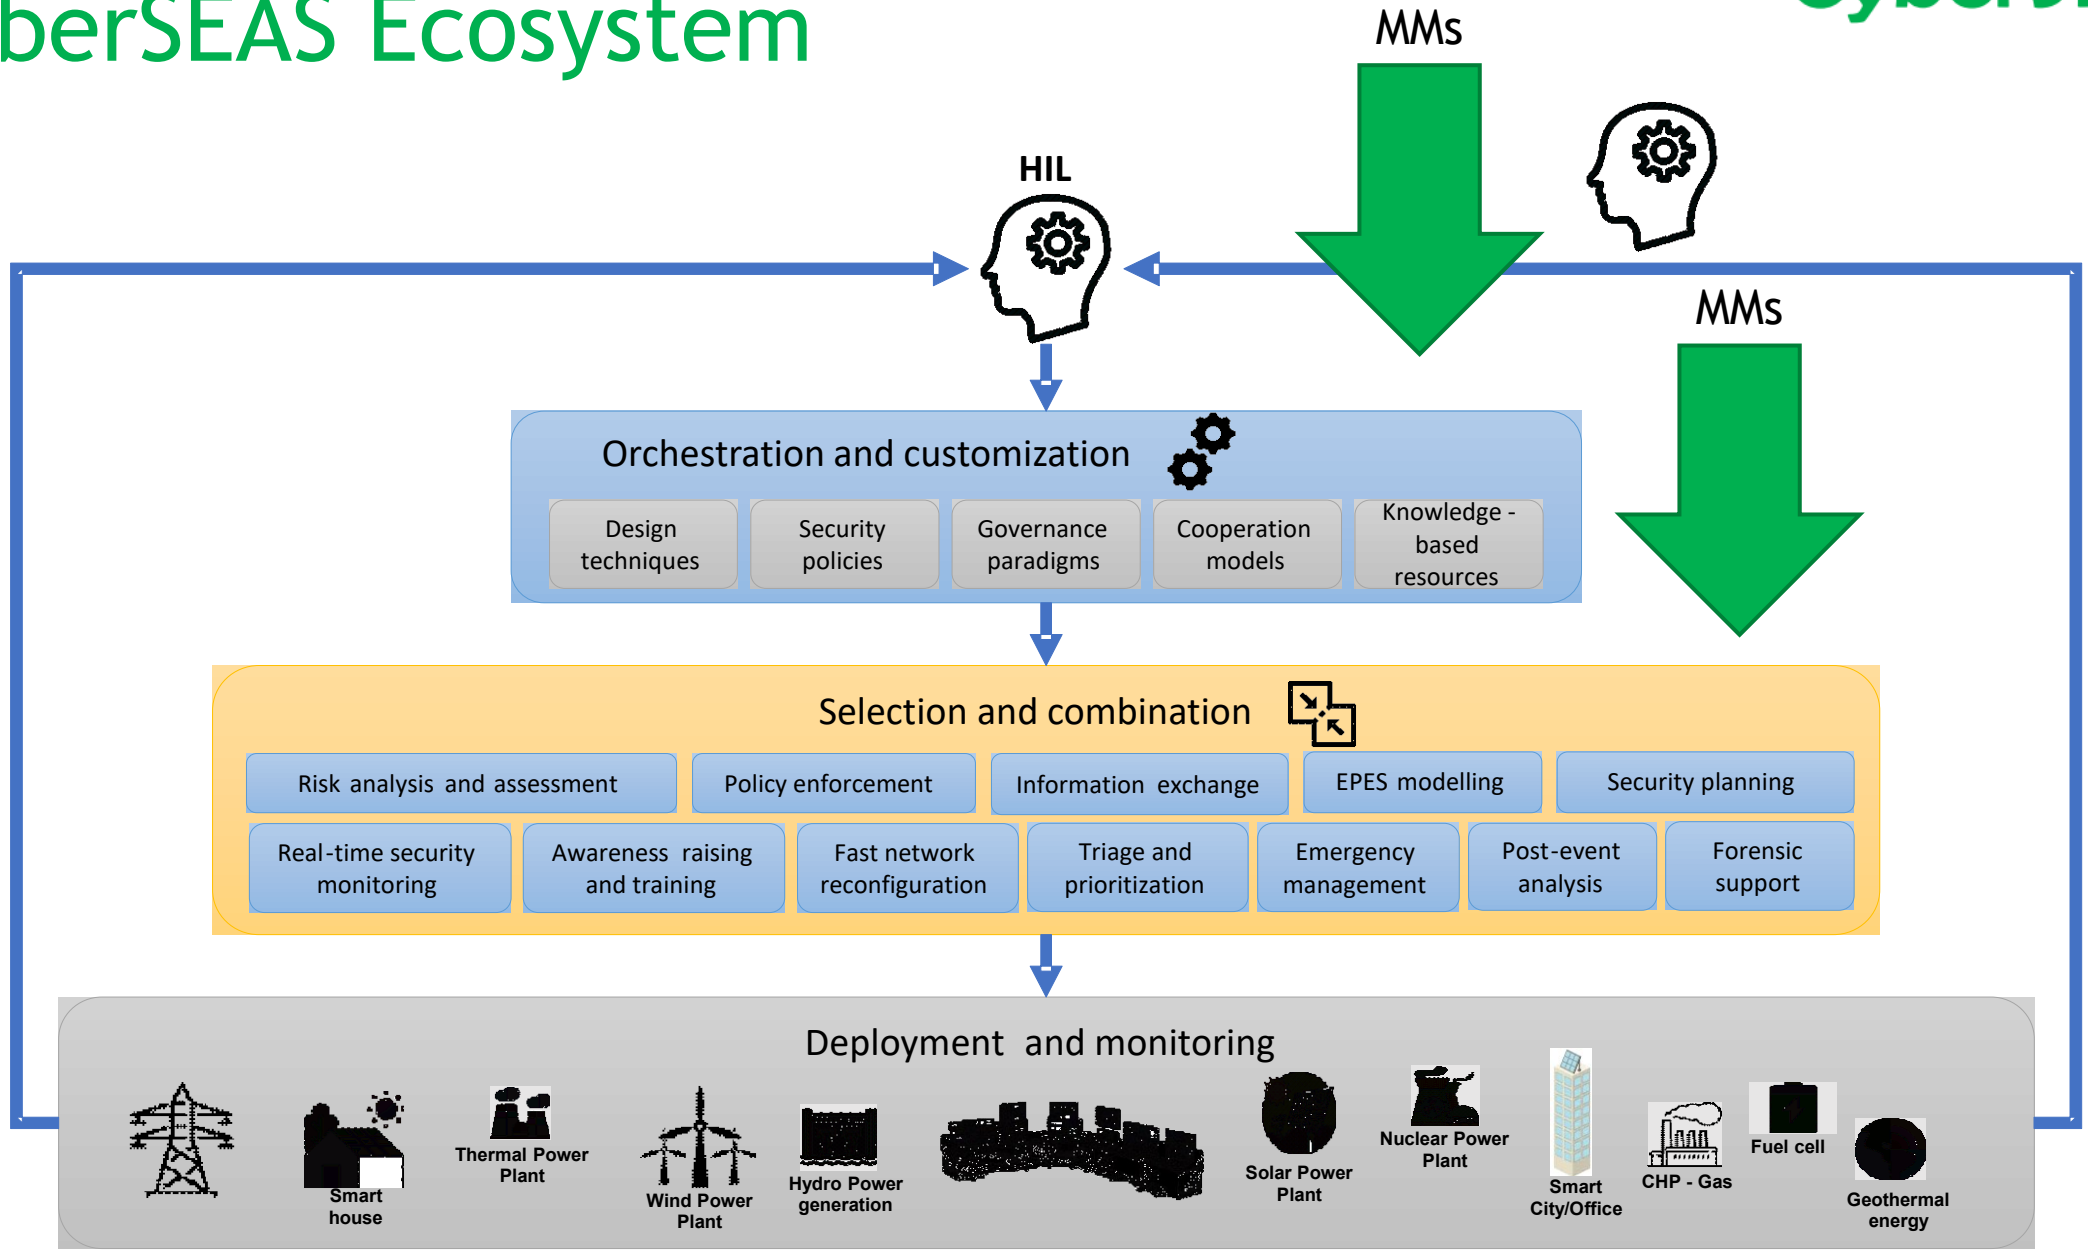 berSEAS Ecosystem
MMs
HIL
MMs
Orchestration and customization
Design
techniques
Security
policies
Governance
paradigms
Cooperation
models
Knowledge -
based
resources
Selection and combination
Risk analysis and assessment
Policy enforcement
Information exchange
EPES modelling
Security planning
Real-time security
monitoring
Awareness raising
and training
Fast network
reconfiguration
Triage and
prioritization
Emergency
management
Post-event
analysis
Forensic
support
Deployment and monitoring
Smart
house
Thermal Power
Plant
Wind Power
Plant
Hydro Power
generation
Solar Power
Plant
Nuclear Power
Plant
Smart
City/Office
CHP - Gas
Fuel cell
Geothermal
energy